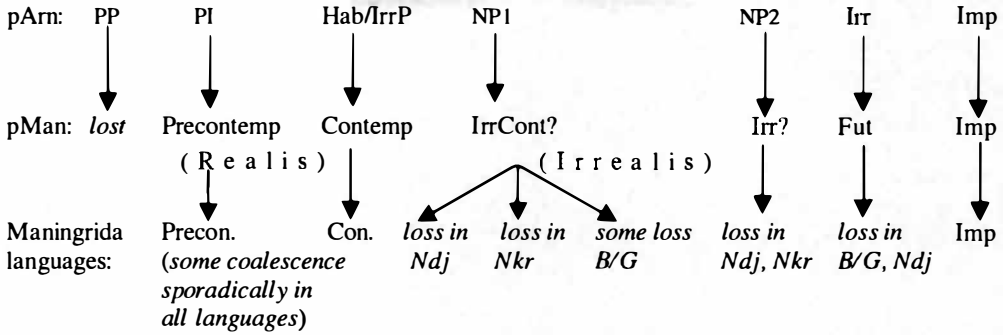 pArn: PP PI Hab/IrrP NP1 NP2 Irr Imp
pMan: lost Precontemp Contemp IrrCont? Irr? Fut Imp
(Realis) (Irrealis)
Maningrida Precon. Con. loss in loss in some loss loss in loss in Imp
languages: (some coalescence Ndj Nkr B/G Ndj, Nkr B/G, Ndj
sporadically in
all languages)